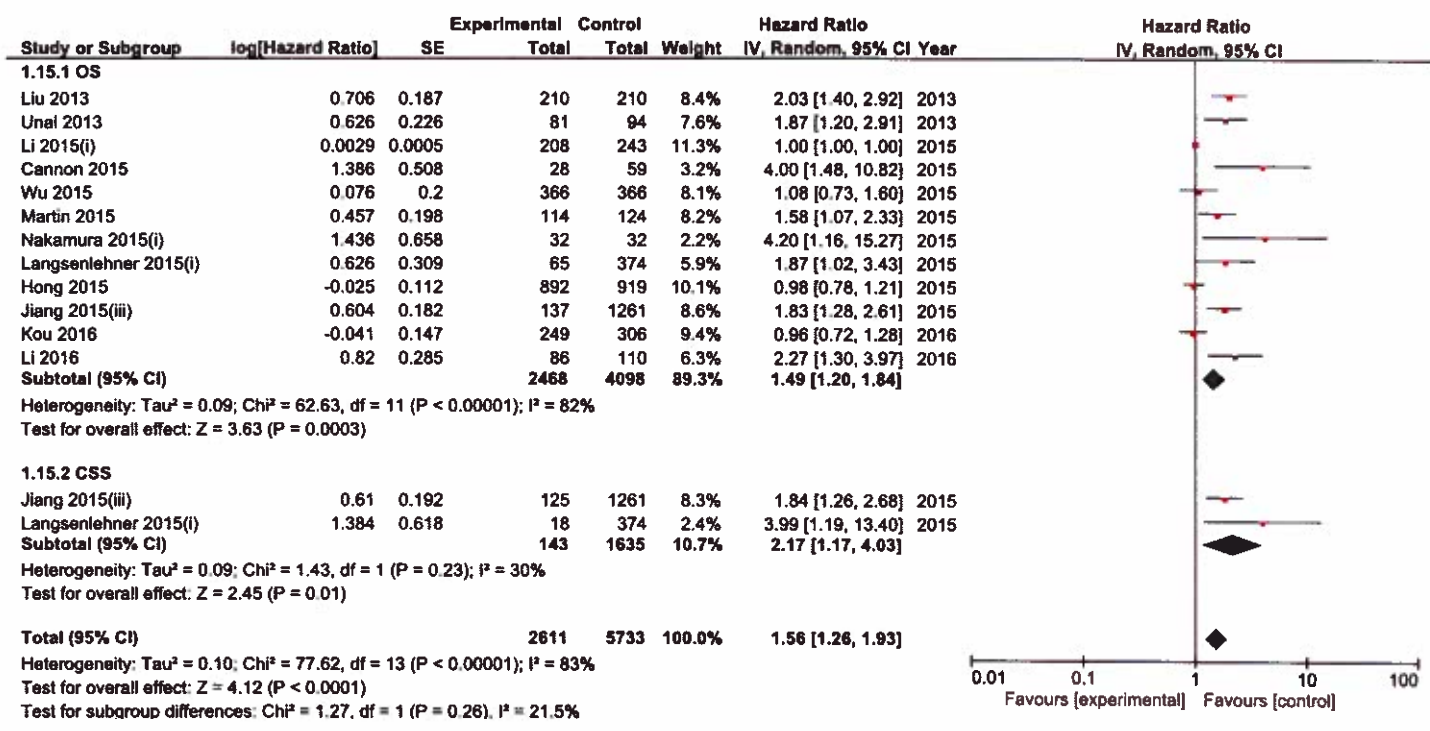 Experimental Control Hazard Ratio Hazard Ratio
Study or Subgroup log[Hazard Ratio] SE Total Total Weight IV, Random, 95% CI Year IV, Random, 95% CI
1.15.1 OS
Liu 2013 0.706 0.187 210 210 8.4% 2.03 [1.40, 2.92] 2013
Unai 2013 0.626 0.226 81 94 7.6% 1.87 [1.20, 2.91] 2013
Li 2015(i) 0.0029 0.0005 208 243 11.3% 1.00 [1.00, 1.00] 2015
Cannon 2015 1.386 0.508 28 59 3.2% 4.00 [1.48, 10.82] 2015
Wu 2015 0.076 0.2 366 366 8.1% 1.08 [0.73, 1.60] 2015
Martin 2015 0.457 0.198 114 124 8.2% 1.58 [1.07, 2.33] 2015
Nakamura 2015(i) 1.436 0.658 32 32 2.2% 4.20 [1.16, 15.27] 2015
Langsenlehner 2015(i) 0.626 0.309 65 374 5.9% 1.87 [1.02, 3.43] 2015
Hong 2015 -0.025 0.112 892 919 10.1% 0.98 [0.78, 1.21] 2015
Jiang 2015(iii) 0.604 0.182 137 1261 8.6% 1.83 [1.28, 2.61] 2015
Kou 2016 -0.041 0.147 249 306 9.4% 0.96 [0.72, 1.28] 2016
Li 2016 0.82 0.285 86 110 6.3% 2.27 [1.30, 3.97] 2016
Subtotal (95% CI) 2468 4098 89.3% 1.49 [1.20, 1.84]
Heterogeneity: Tau² = 0.09; Chi² = 62.63, df = 11 (P < 0.00001); I² = 82%
Test for overall effect: Z = 3.63 (P = 0.0003)
1.15.2 CSS
Jiang 2015(iii) 0.61 0.192 125 1261 8.3% 1.84 [1.26, 2.68] 2015
Langsenlehner 2015(i) 1.384 0.618 18 374 2.4% 3.99 [1.19, 13.40] 2015
Subtotal (95% CI) 143 1635 10.7% 2.17 [1.17, 4.03]
Heterogeneity: Tau² = 0.09; Chi² = 1.43, df = 1 (P = 0.23); I² = 30%
Test for overall effect: Z = 2.45 (P = 0.01)
Total (95% CI) 2611 5733 100.0% 1.56 [1.26, 1.93]
Heterogeneity: Tau² = 0.10; Chi² = 77.62, df = 13 (P < 0.00001); I² = 83%
Test for overall effect: Z = 4.12 (P < 0.0001)
Test for subgroup differences: Chi² = 1.27, df = 1 (P = 0.26), I² = 21.5%
0.01 0.1 1 10 100
Favours [experimental] Favours [control]